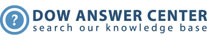 ?
DOW ANSWER CENTER
search our knowledge base